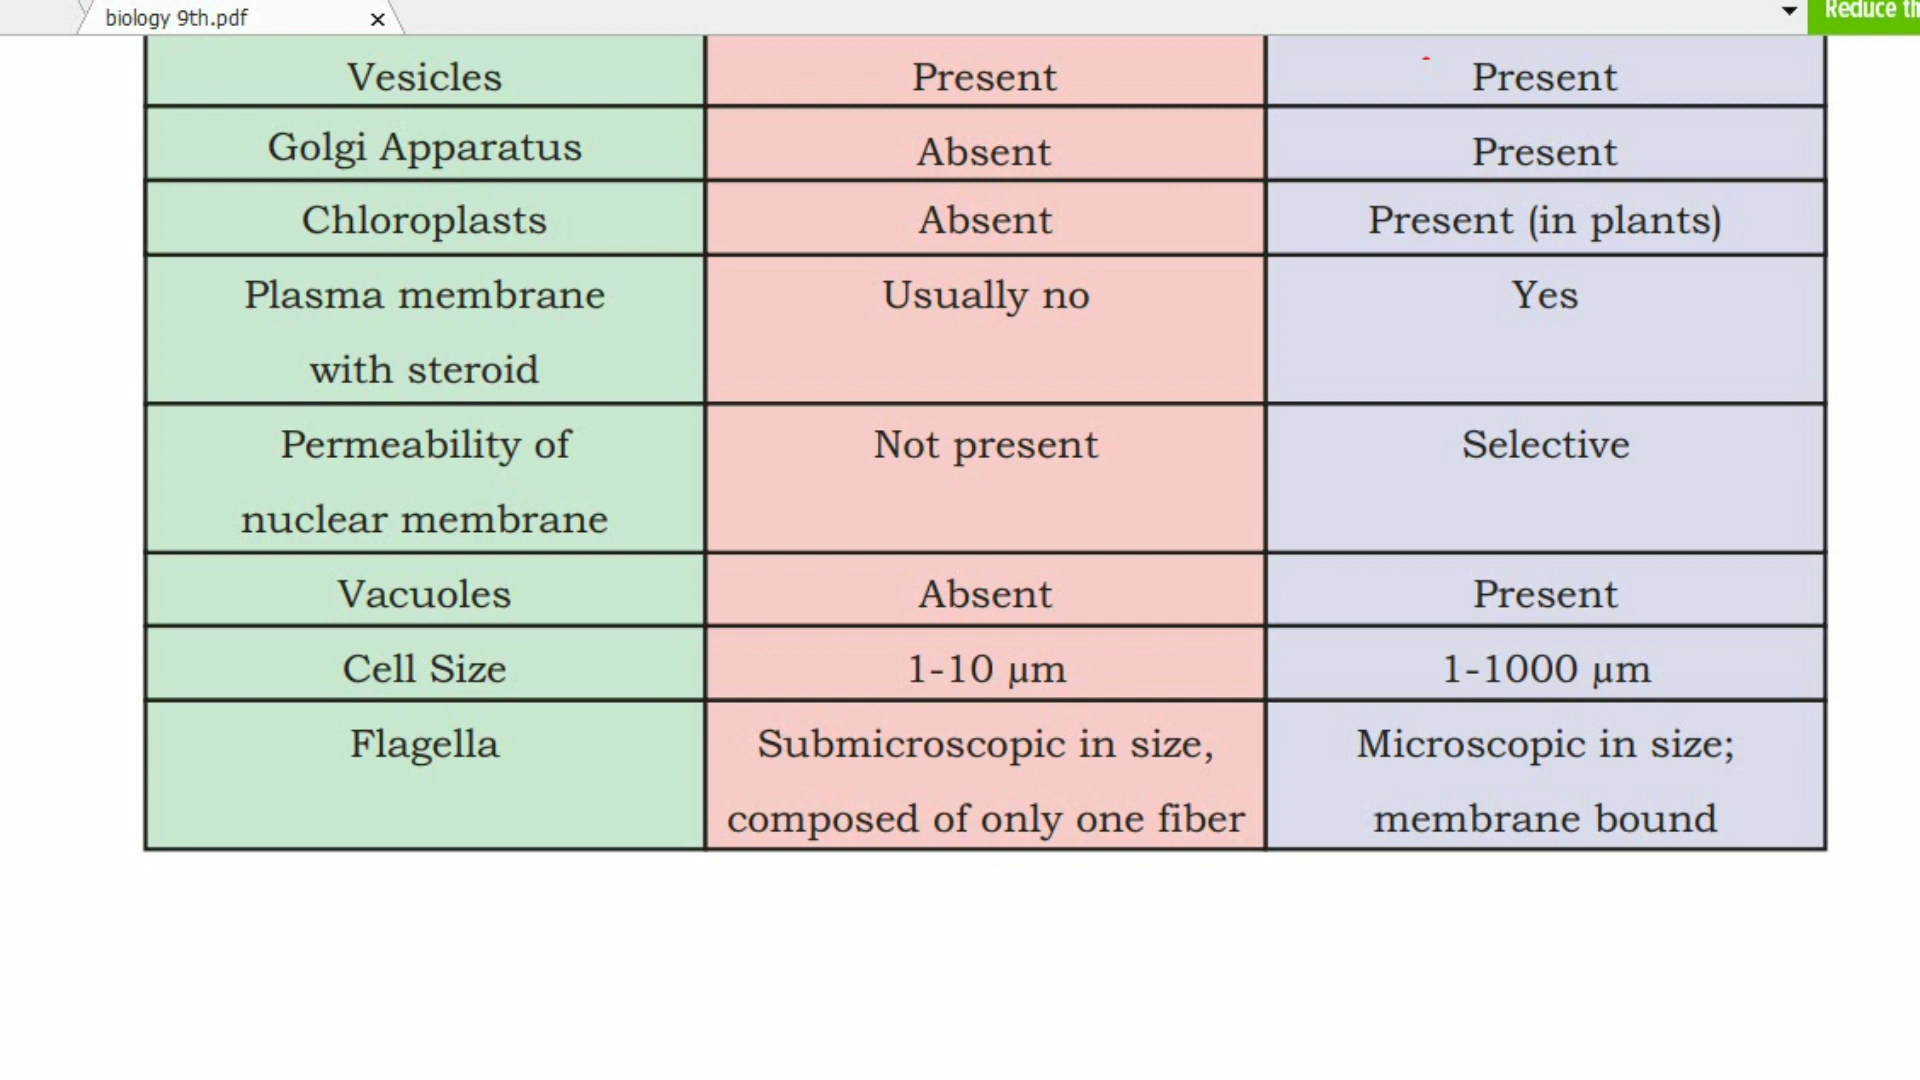 biology 9th.pdf
Reduce
Vesicles Present Present
Golgi Apparatus Absent Present
Chloroplasts Absent Present (in plants)
Plasma membrane Usually no Yes
with steroid
Permeability of Not present Selective
nuclear membrane
Vacuoles Absent Present
Cell Size 1-10 μm 1-1000 μm
Flagella Submicroscopic in size, Microscopic in size;
composed of only one fiber membrane bound